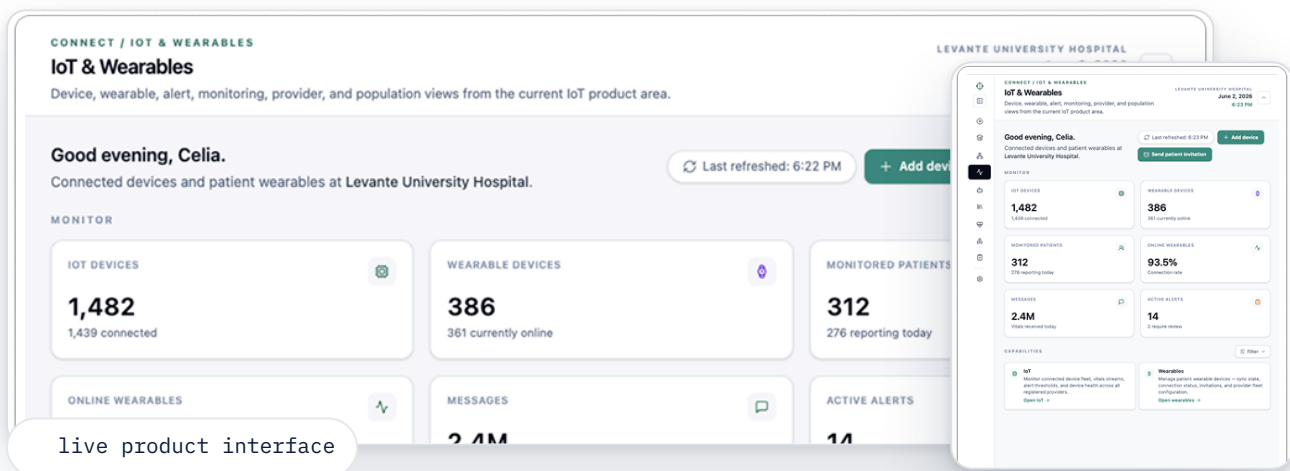 CONNECT / IOT & WEARABLES
IoT & Wearables
Device, wearable, alert, monitoring, provider, and population views from the current IoT product area.
LEVANTE UNIVERSITY HOSPITAL
Good evening, Celia.
Connected devices and patient wearables at Levante University Hospital.
Last refreshed: 6:22 PM
+ Add devi
MONITOR
IOT DEVICES
1,482
1,439 connected
WEARABLE DEVICES
386
361 currently online
MONITORED PATIENTS
312
276 reporting today
ONLINE WEARABLES
MESSAGES
2.4M
ACTIVE ALERTS
14
live product interface
CONNECT / IOT & WEARABLES
IoT & Wearables
Device, wearable, alert, monitoring, provider, and population
views from the current IoT product area.
LEVANTE UNIVERSITY HOSPITAL
June 2, 2026
6:23 PM
Good evening, Celia.
Connected devices and patient wearables at
Levante University Hospital.
Last refreshed: 6:23 PM
+ Add device
Send patient invitation
MONITOR
IOT DEVICES
1,482
1,439 connected
WEARABLE DEVICES
386
361 currently online
MONITORED PATIENTS
312
276 reporting today
ONLINE WEARABLES
93.5%
Connection rate
MESSAGES
2.4M
Vitals received today
ACTIVE ALERTS
14
2 require review
CAPABILITIES
Filter
IoT
Monitor connected device fleet, vitals streams,
alert thresholds, and device health across all
registered providers.
Open IoT →
Wearables
Manage patient wearable devices — sync state,
connection status, invitations, and provider fleet
configuration.
Open wearables →